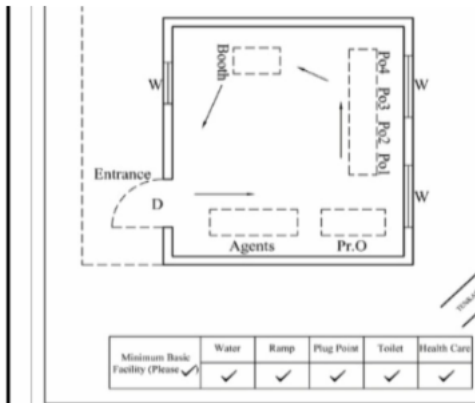 Booth
Po4 Po3 Po2 Po1
W
W
W
Entrance
D
Agents
Pr.O
Minimum Basic
Facility (Please ✓)
Water
Ramp
Plug Point
Toilet
Health Care
✓
✓
✓
✓
✓